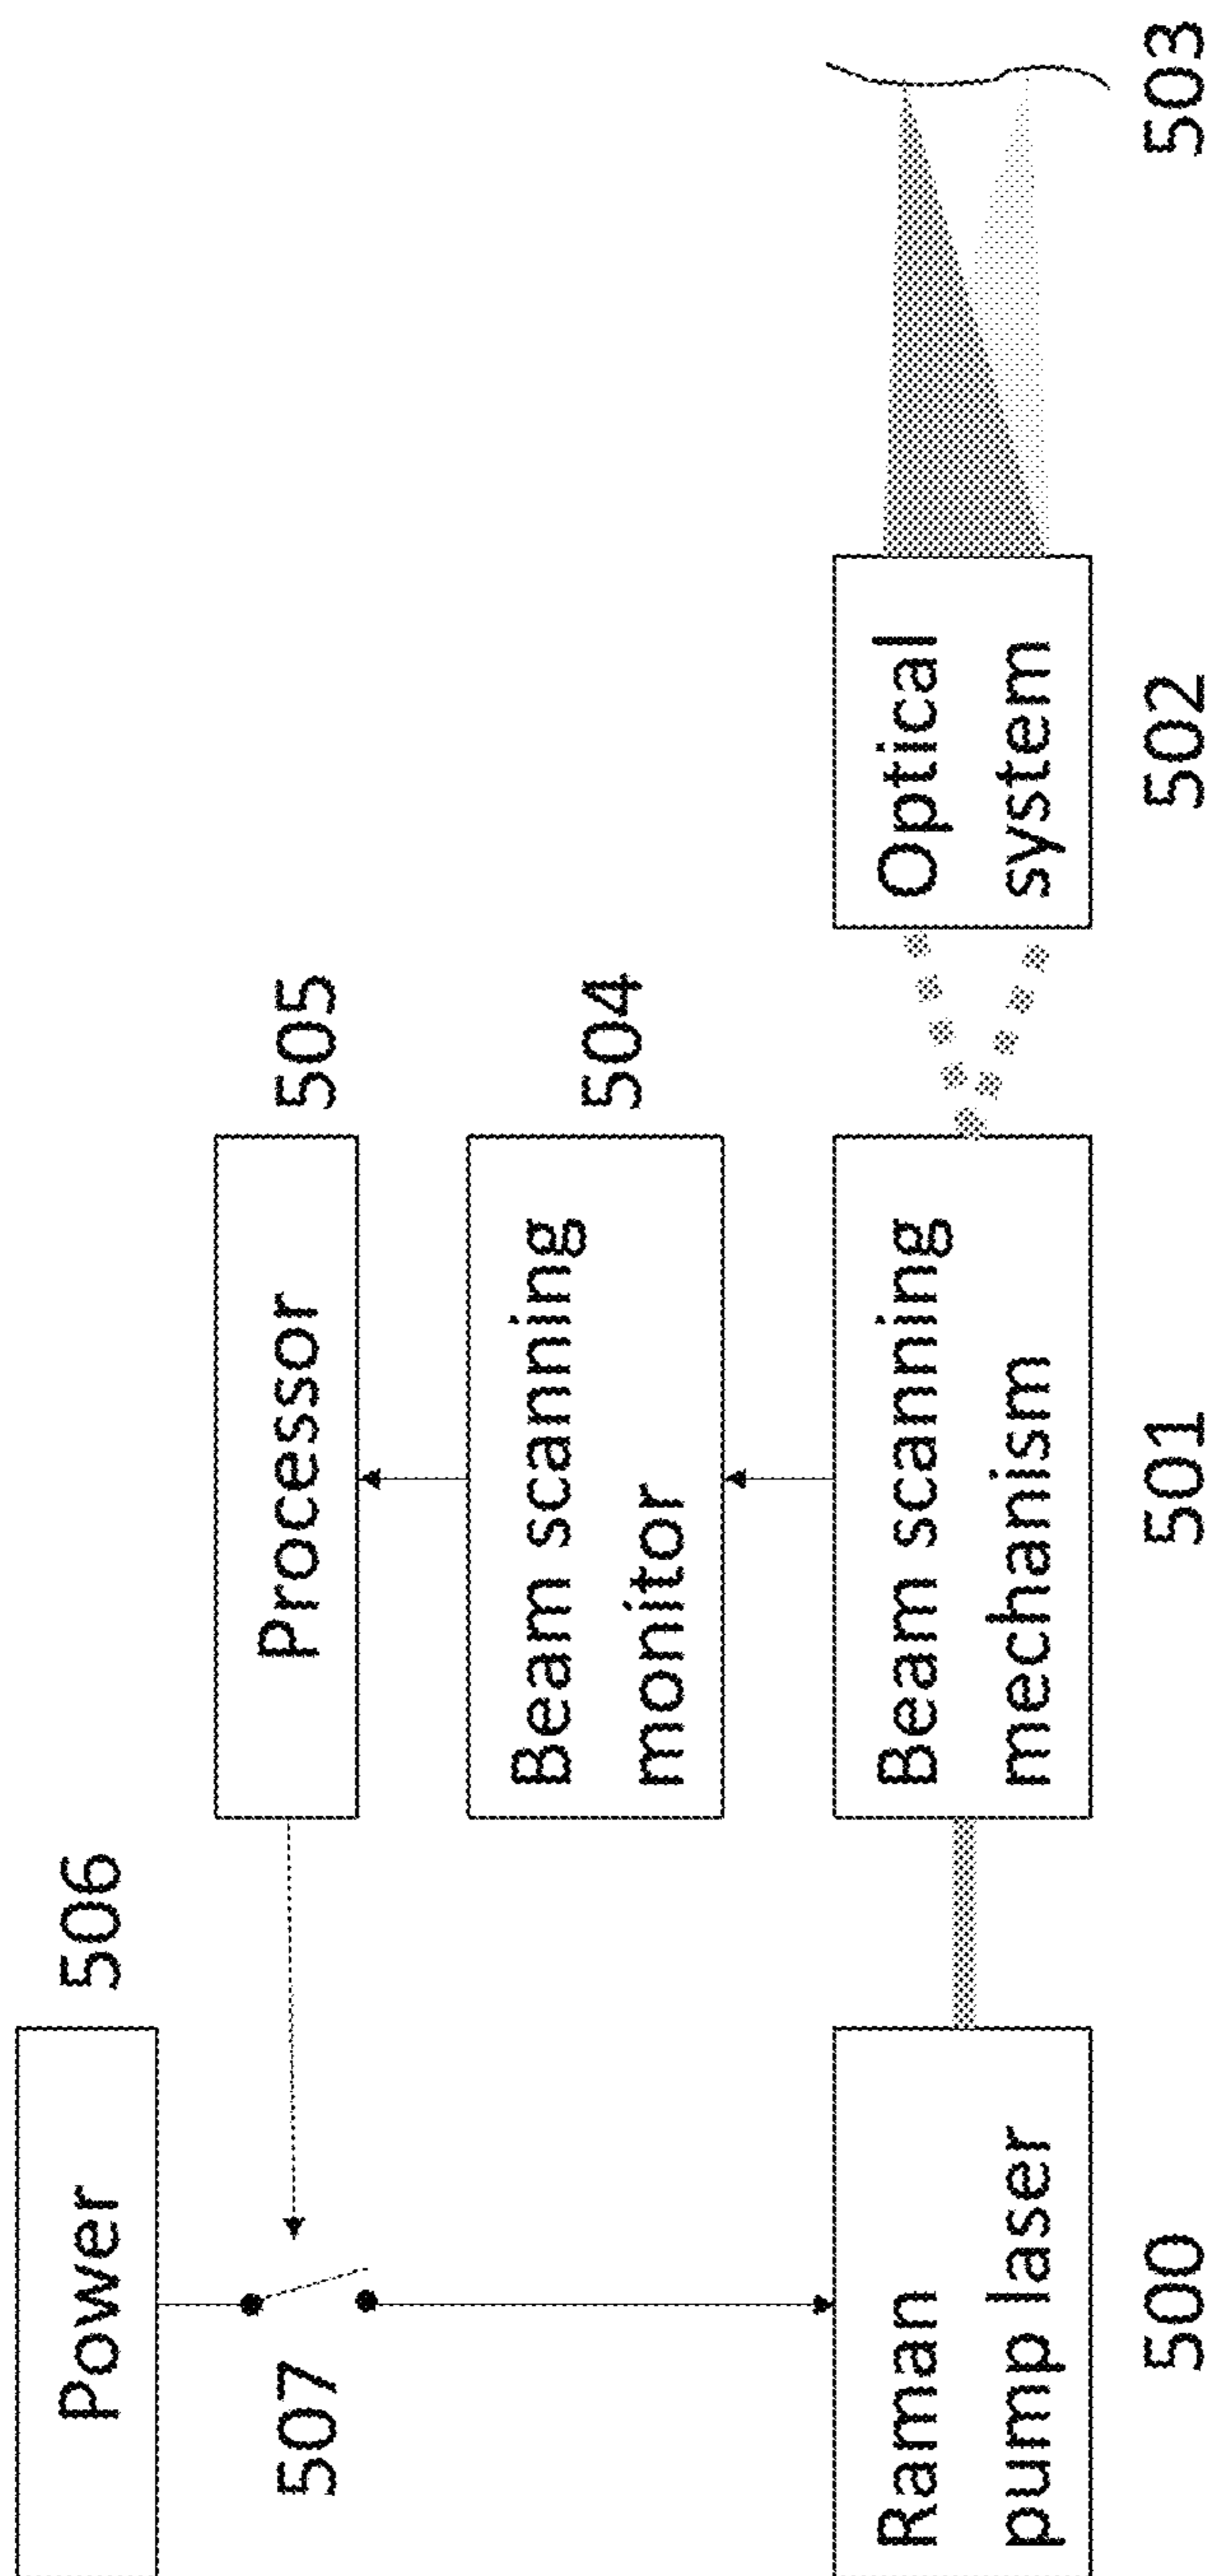 Power
506
507
Processor
505
Beam scanning
monitor
504
Raman
pump laser
500
Beam scanning
mechanism
501
Optical
system
502
503